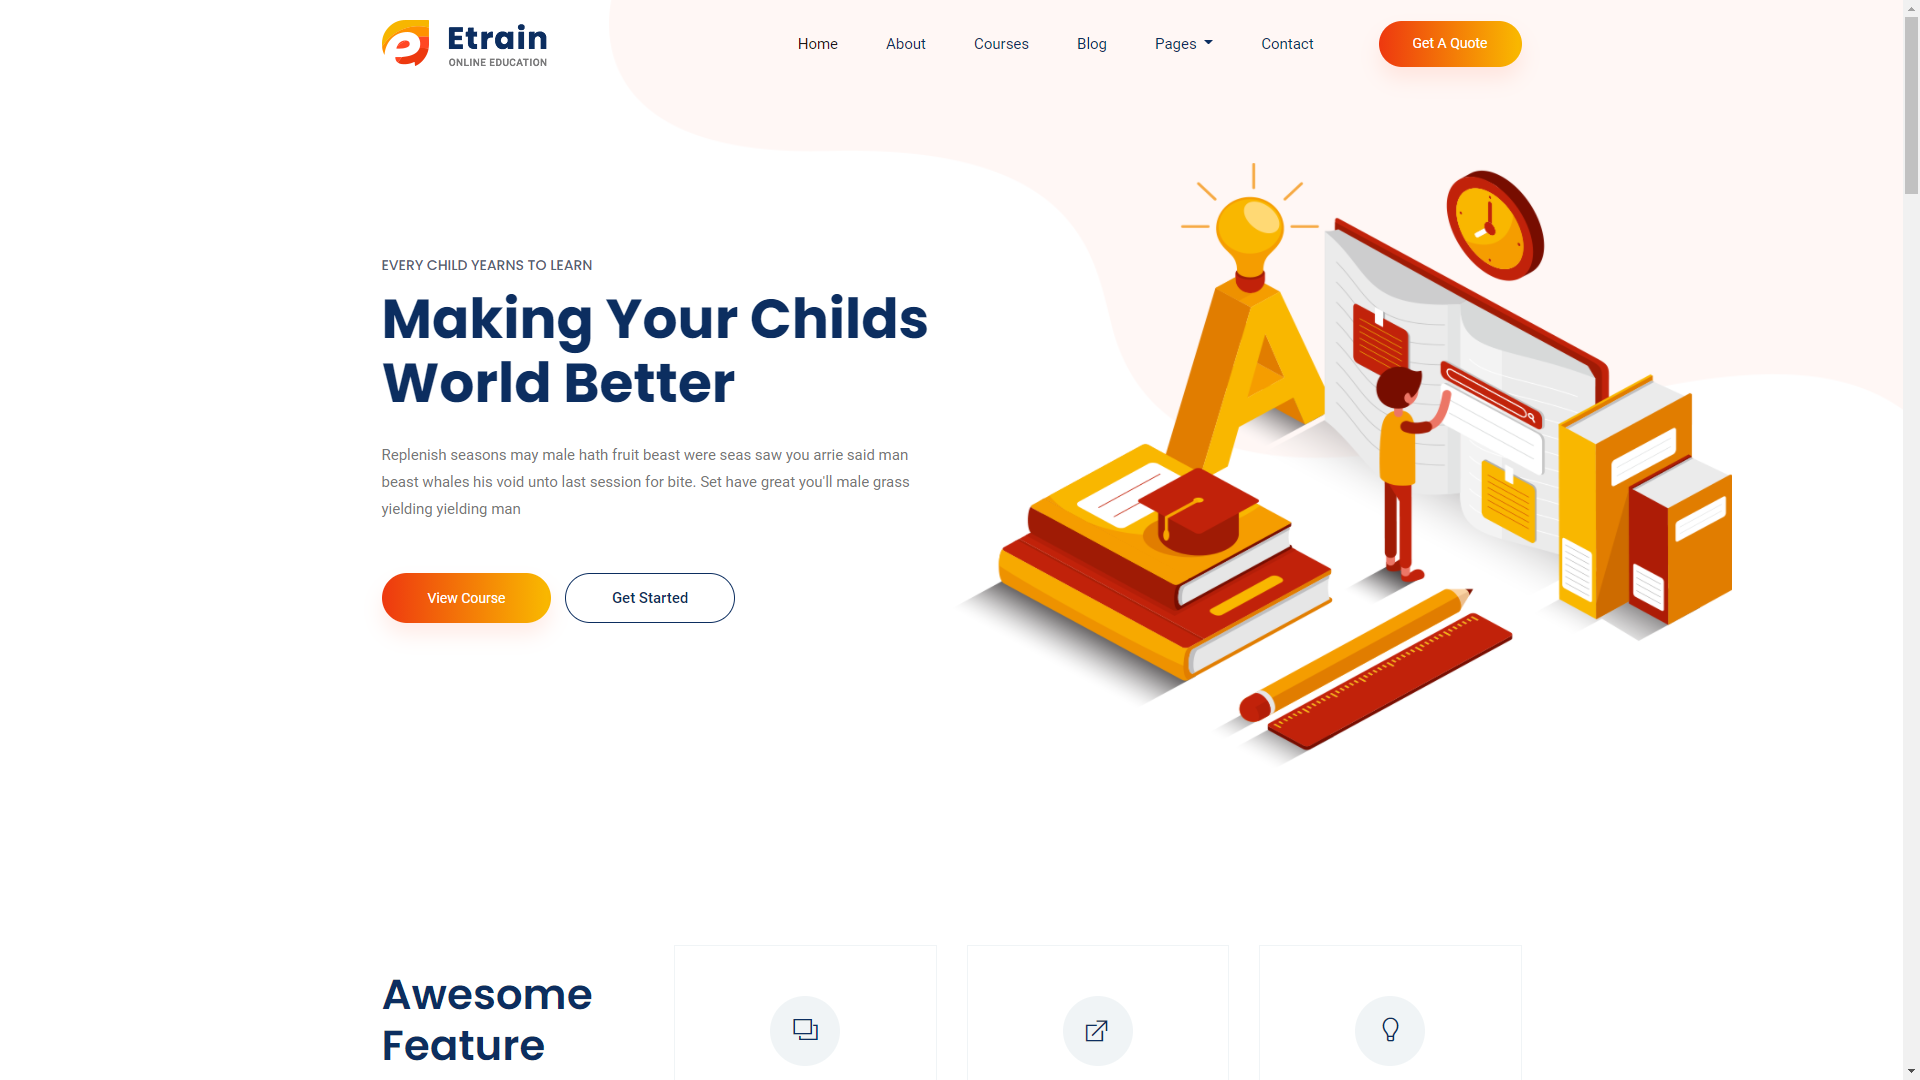 Etrain
ONLINE EDUCATION
Home
About
Courses
Blog
Pages
Contact
Get A Quote
EVERY CHILD YEARNS TO LEARN
Making Your Childs
World Better
Replenish seasons may male hath fruit beast were seas saw you arrie said man
beast whales his void unto last session for bite. Set have great you'll male grass
yielding yielding man
View Course
Get Started
A
Awesome
Feature